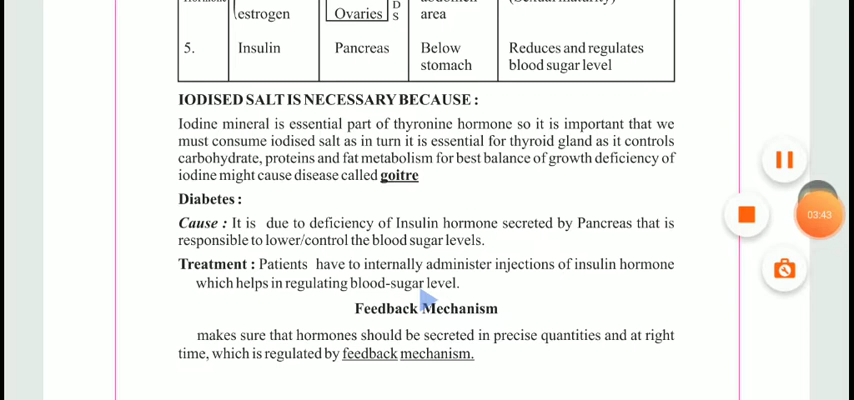 estrogen Ovaries D S area
5. Insulin Pancreas Below Reduces and regulates
stomach blood sugar level
IODISED SALT IS NECESSARY BECAUSE :
Iodine mineral is essential part of thyronine hormone so it is important that we
must consume iodised salt as in turn it is essential for thyroid gland as it controls
carbohydrate, proteins and fat metabolism for best balance of growth deficiency of
iodine might cause disease called goitre
Diabetes :
Cause : It is due to deficiency of Insulin hormone secreted by Pancreas that is
responsible to lower/control the blood sugar levels.
Treatment : Patients have to internally administer injections of insulin hormone
which helps in regulating blood-sugar level.
Feedback Mechanism
makes sure that hormones should be secreted in precise quantities and at right
time, which is regulated by feedback mechanism.
03:43